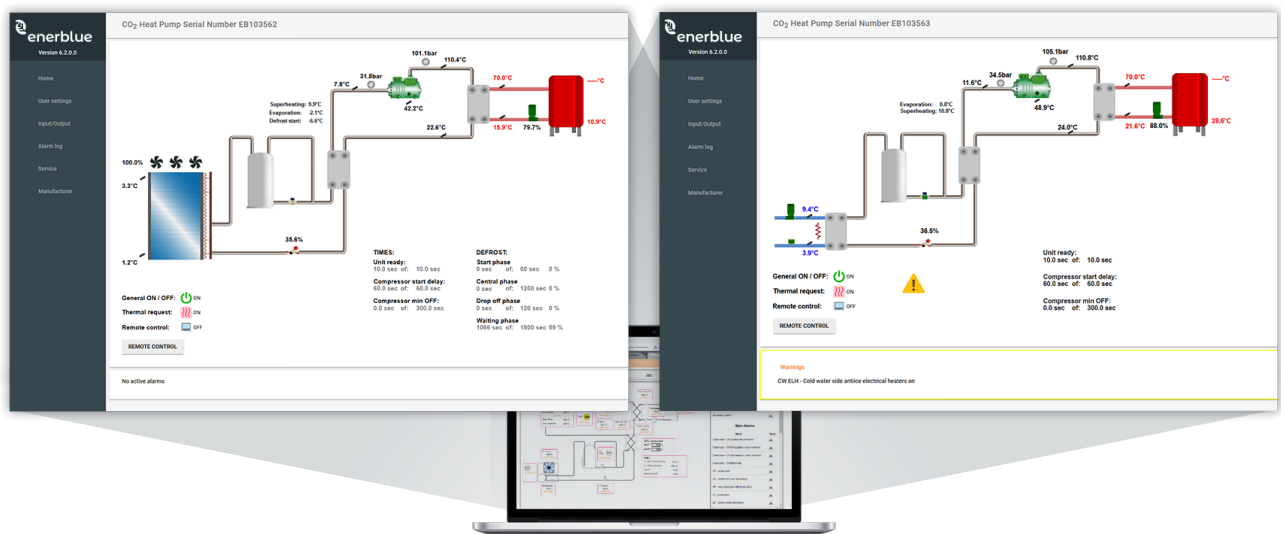 enerblue
Version 6.2.0.0
Home
User settings
Input/Output
Alarm log
Service
Manufacturer
CO2 Heat Pump Serial Number EB103562
101.1bar
110.4°C
31.8bar
7.8°C
70.0°C
-----°C
42.2°C
Superheating: 9.9°C
Evaporation: -2.1°C
Defrost start: -5.6°C
22.6°C
15.9°C
79.7%
10.9°C
100.0%
3.3°C
1.2°C
35.6%
TIMES:
Unit ready:
10.0 sec of: 10.0 sec
Compressor start delay:
60.0 sec of: 60.0 sec
Compressor min OFF:
0.0 sec of: 300.0 sec
DEFROST:
Start phase
0 sec of: 60 sec 0 %
Central phase
0 sec of: 1200 sec 0 %
Drop off phase
0 sec of: 120 sec 0 %
Waiting phase
1066 sec of: 1800 sec 59 %
General ON / OFF: ON
Thermal request: ON
Remote control: OFF
REMOTE CONTROL
No active alarms
enerblue
Version 6.2.0.0
Home
User settings
Input/Output
Alarm log
Service
Manufacturer
CO2 Heat Pump Serial Number EB103563
105.1bar
110.8°C
34.5bar
11.6°C
70.0°C
-----°C
48.9°C
Evaporation: 0.8°C
Superheating: 10.8°C
24.0°C
21.6°C
88.0%
28.6°C
9.4°C
3.9°C
36.5%
Unit ready:
10.0 sec of: 10.0 sec
Compressor start delay:
60.0 sec of: 60.0 sec
Compressor min OFF:
0.0 sec of: 300.0 sec
General ON / OFF: ON
Thermal request: ON
Remote control: OFF
REMOTE CONTROL
Warnings
CW ELH - Cold water side antiice electrical heaters on
Main Alarms